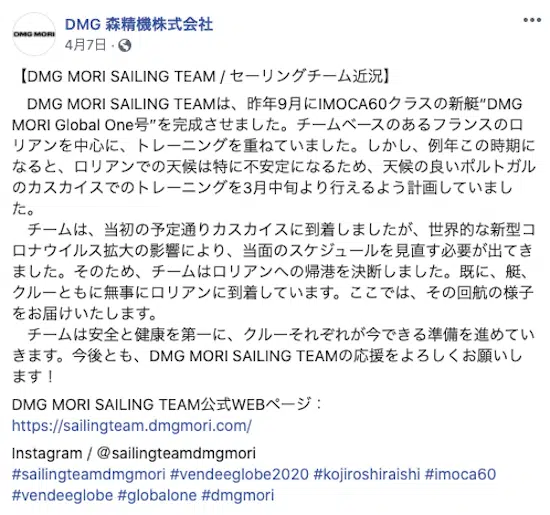 DMG MORI
DMG 森精機株式会社
4月7日 ·
【DMG MORI SAILING TEAM / セーリングチーム近況】
　DMG MORI SAILING TEAMは、昨年9月にIMOCA60クラスの新艇“DMG
MORI Global One号”を完成させました。チームベースのあるフランスのロ
リアンを中心に、トレーニングを重ねていました。しかし、例年この時期に
なると、ロリアンでの天候は特に不安定になるため、天候の良いポルトガル
のカスカイスでのトレーニングを3月中旬より行えるよう計画していまし
た。
　チームは、当初の予定通りカスカイスに到着しましたが、世界的な新型コ
ロナウイルス拡大の影響により、当面のスケジュールを見直す必要が出てき
ました。そのため、チームはロリアンへの帰港を決断しました。既に、艇、
クルーともに無事にロリアンに到着しています。ここでは、その回航の様子
をお届けいたします。
　チームは安全と健康を第一に、クルーそれぞれが今できる準備を進めてい
きます。今後とも、DMG MORI SAILING TEAMの応援をよろしくお願いし
ます！
DMG MORI SAILING TEAM公式WEBページ：
https://sailingteam.dmgmori.com/
Instagram / @sailingteamdmgmori
#sailingteamdmgmori #vendeeglobe2020 #kojiroshiraishi #imoca60
#vendeeglobe #globalone #dmgmori